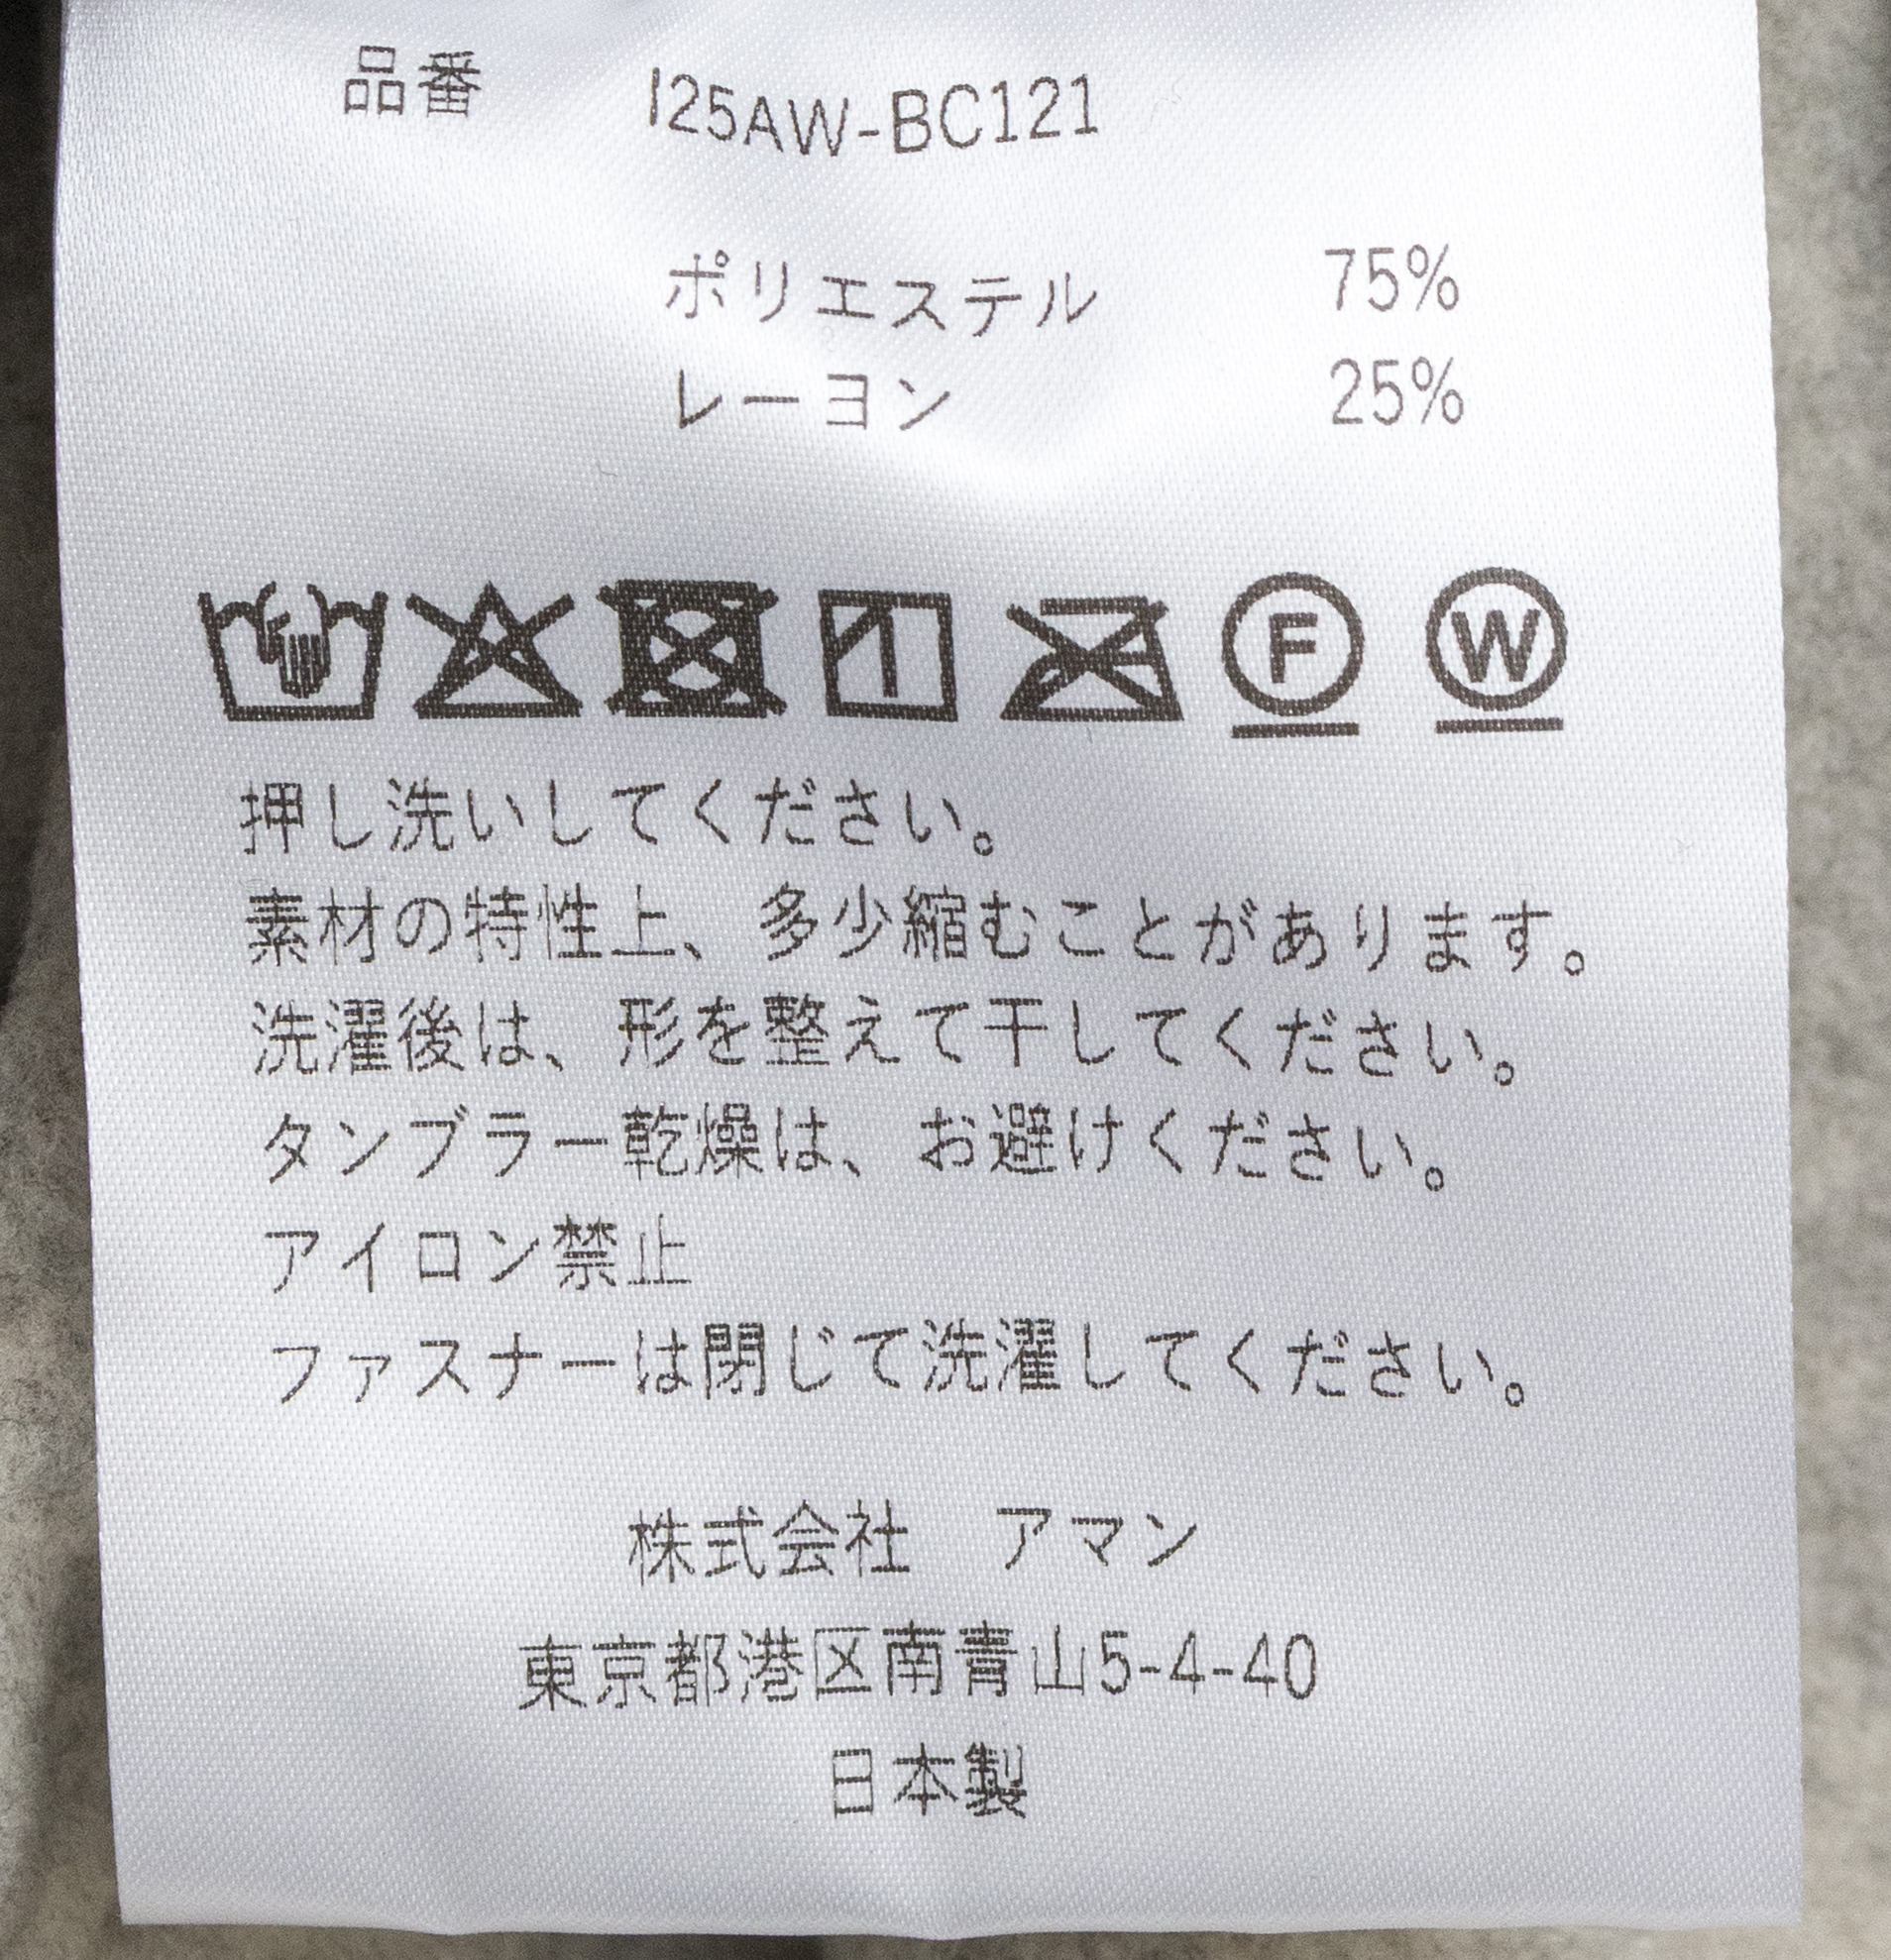 品番 I25AW-BC121
ポリエステル 75%
レーヨン 25%
F W
押し洗いしてください。
素材の特性上、多少縮むことがあります。
洗濯後は、形を整えて干してください。
タンブラー乾燥は、お避けください。
アイロン禁止
ファスナーは閉じて洗濯してください。
株式会社 アマン
東京都港区南青山5-4-40
日本製